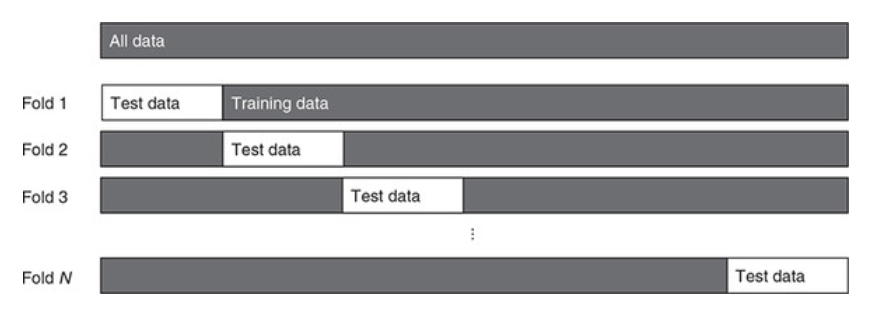 All data
Fold 1 Test data Training data
Fold 2 Test data
Fold 3 Test data
⋮
Fold N Test data